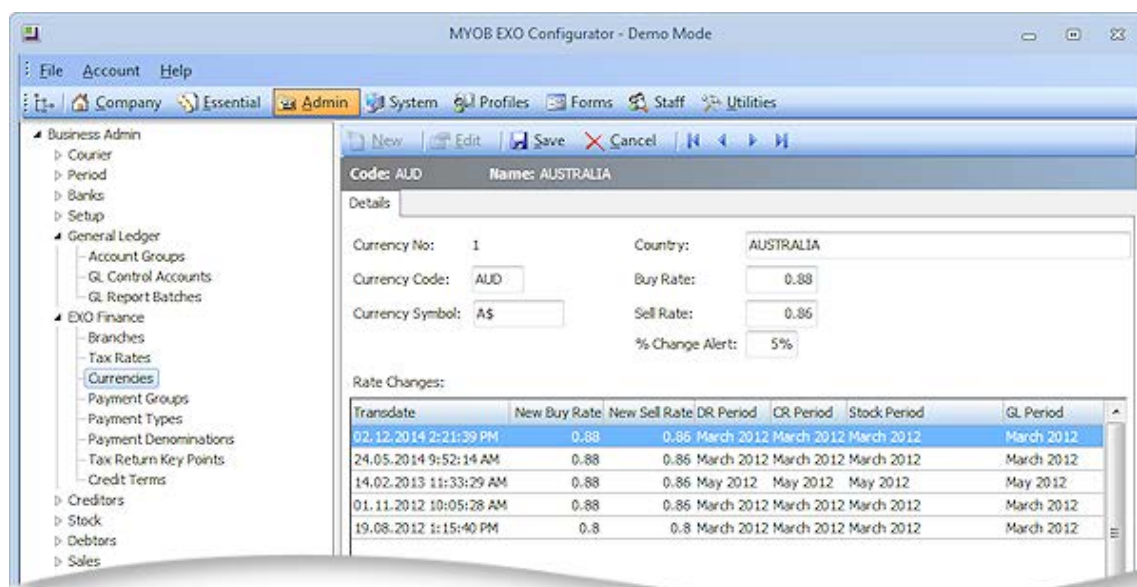 MYOB EXO Configurator - Demo Mode
File Account Help
Company Essential Admin System Profiles Forms Staff Utilities
Business Admin
Courier
Period
Banks
Setup
General Ledger
Account Groups
GL Control Accounts
GL Report Batches
EXO Finance
Branches
Tax Rates
Currencies
Payment Groups
Payment Types
Payment Denominations
Tax Return Key Points
Credit Terms
Creditors
Stock
Debtors
Sales
New Edit Save Cancel
Code: AUD Name: AUSTRALIA
Details
Currency No: 1 Country: AUSTRALIA
Currency Code: AUD Buy Rate: 0.88
Currency Symbol: A$ Sell Rate: 0.86
% Change Alert: 5%
Rate Changes:
Transdate New Buy Rate New Sell Rate DR Period CR Period Stock Period GL Period
02.12.2014 2:21:39 PM 0.88 0.86 March 2012 March 2012 March 2012 March 2012
24.05.2014 9:52:14 AM 0.88 0.86 March 2012 March 2012 March 2012 March 2012
14.02.2013 11:33:29 AM 0.88 0.86 May 2012 May 2012 May 2012 May 2012
01.11.2012 10:05:28 AM 0.88 0.86 March 2012 March 2012 March 2012 March 2012
19.08.2012 1:15:40 PM 0.8 0.8 March 2012 March 2012 March 2012 March 2012